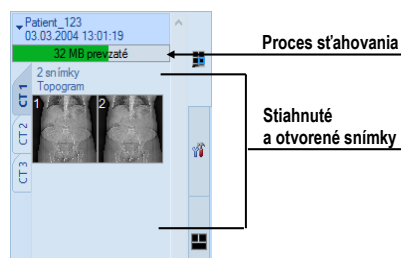 Patient_123
03.03.2004 13:01:19
32 MB prevzaté
Proces sťahovania
2 snímky
Topogram
CT 1
1 2
CT 2
CT 3
Stiahnuté
a otvorené snímky